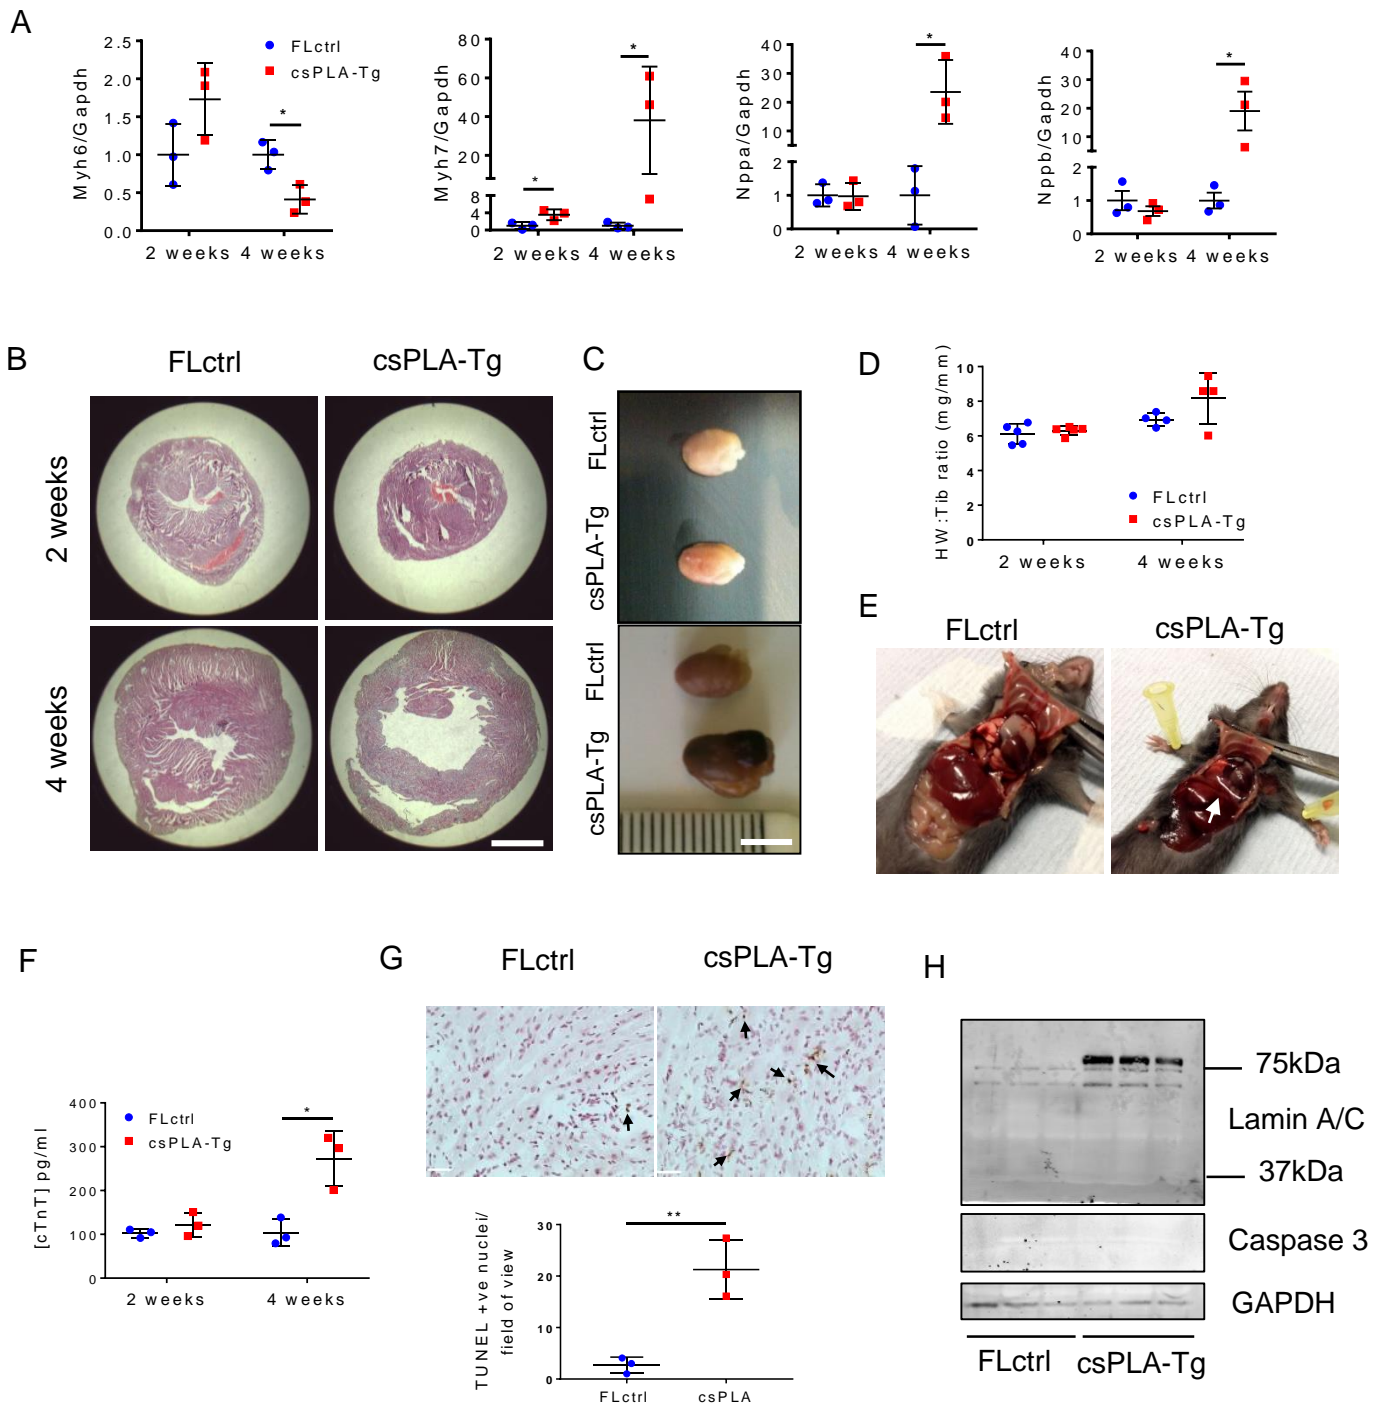 A
Myh6/Gapdh
2.5
2.0
1.5
1.0
0.5
0.0
FLctrl
csPLA-Tg
*
2 weeks 4 weeks
Myh7/Gapdh
80
60
40
20
8
4
0
*
*
2 weeks 4 weeks
Nppa/Gapdh
40
30
20
10
2
1
0
*
2 weeks 4 weeks
Nppb/Gapdh
40
30
20
10
2
1
0
*
2 weeks 4 weeks
B
FLctrl
csPLA-Tg
2 weeks
4 weeks
C
FLctrl
csPLA-Tg
FLctrl
csPLA-Tg
D
HW:Tib ratio (mg/mm)
10
8
6
4
2
0
FLctrl
csPLA-Tg
2 weeks
4 weeks
E
FLctrl
csPLA-Tg
F
[cTnT] pg/ml
400
300
200
100
0
FLctrl
csPLA-Tg
*
2 weeks
4 weeks
G
FLctrl
csPLA-Tg
TUNEL +ve nuclei/
field of view
30
20
10
0
**
FLctrl
csPLA
H
75kDa
Lamin A/C
37kDa
Caspase 3
GAPDH
FLctrl
csPLA-Tg